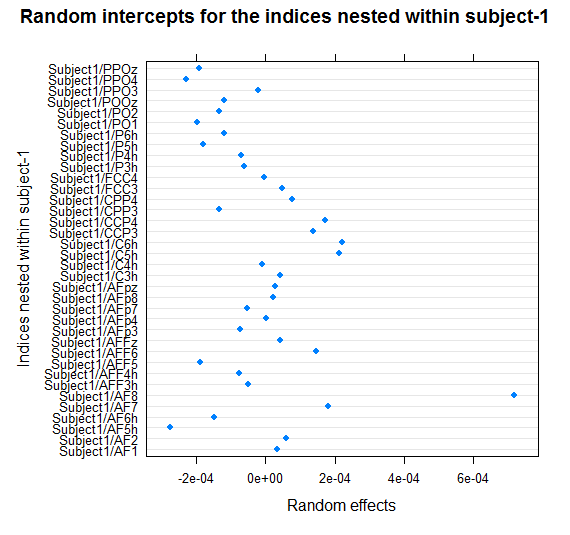 Random intercepts for the indices nested within subject-1
Indices nested within subject-1
Subject1/PPOz
Subject1/PPO4
Subject1/PPO3
Subject1/POOz
Subject1/PO2
Subject1/PO1
Subject1/P6h
Subject1/P5h
Subject1/P4h
Subject1/P3h
Subject1/FCC4
Subject1/FCC3
Subject1/CPP4
Subject1/CPP3
Subject1/CCP4
Subject1/CCP3
Subject1/C6h
Subject1/C5h
Subject1/C4h
Subject1/C3h
Subject1/AFpz
Subject1/AFp8
Subject1/AFp7
Subject1/AFp4
Subject1/AFp3
Subject1/AFFz
Subject1/AFF6
Subject1/AFF5
Subject1/AFF4h
Subject1/AFF3h
Subject1/AF8
Subject1/AF7
Subject1/AF6h
Subject1/AF5h
Subject1/AF2
Subject1/AF1
-2e-04 0e+00 2e-04 4e-04 6e-04
Random effects